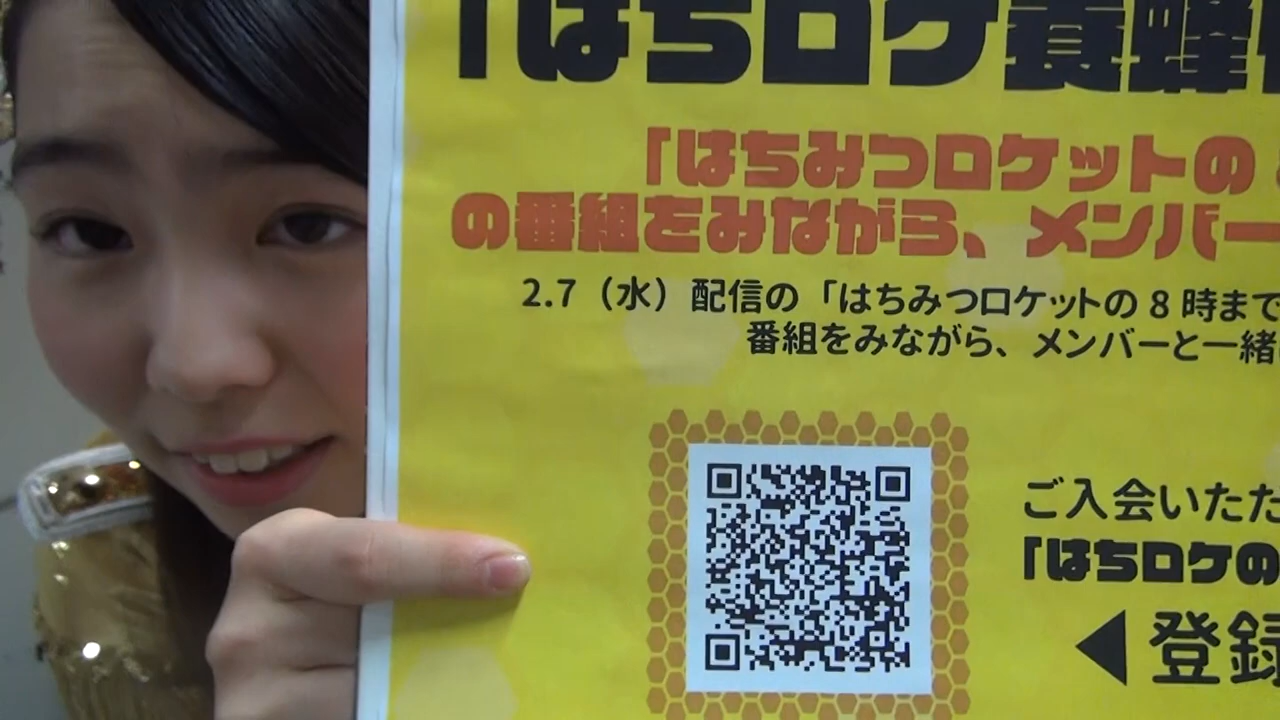 「はちロケ養蜂
「はちみつロケットの
の番組をみながら、メンバー
2.7（水）配信の「はちみつロケットの8時まで
番組をみながら、メンバーと一緒
ご入会いただ
「はちロケの
◀登録